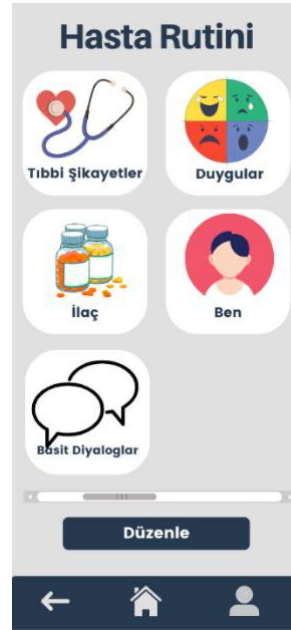 Hasta Rutini
Tıbbi Şikayetler
Duygular
İlaç
Ben
Basit Diyaloglar
Düzenle